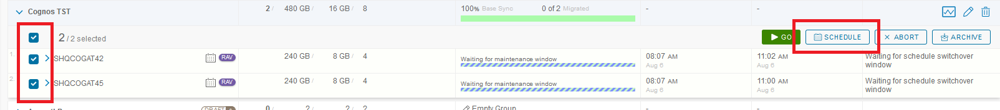 Cognos TST 2 / 480 GB / 16 GB / 8 100% Base Sync 0 of 2 Migrated - -
2 / 2 selected GO SCHEDULE ABORT ARCHIVE
1. SHQCOGAT42 RAV 240 GB / 8 GB / 4 Waiting for maintenance window 08:07 AM 11:02 AM Waiting for schedule switchover
Aug 6 Aug 6 window
2. SHQCOGAT45 RAV 240 GB / 8 GB / 4 Waiting for maintenance window 08:07 AM 11:00 AM Waiting for schedule switchover
Aug 6 Aug 6 window
DRAFT 0 / ? / ? / ? Empty Group - -